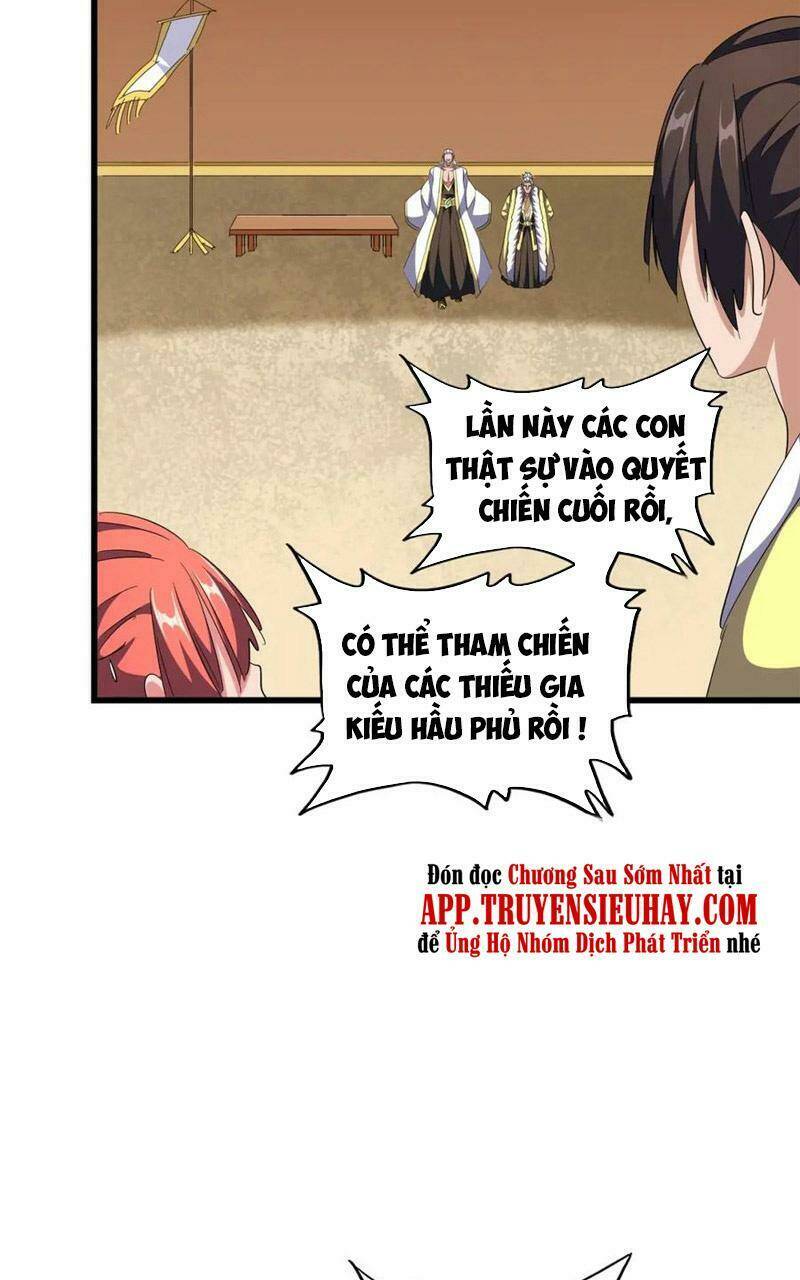 LẦN NÀY CÁC CON
THẬT SỰ VÀO QUYẾT
CHIẾN CUỐI RỒI,
CÓ THỂ THAM CHIẾN
CỦA CÁC THIẾU GIA
KIẾU HẦU PHỦ RỒI !
Đón đọc Chương Sau Sớm Nhất tại
APP.TRUYENSIEUHAY.COM
để Ủng Hộ Nhóm Dịch Phát Triển nhé